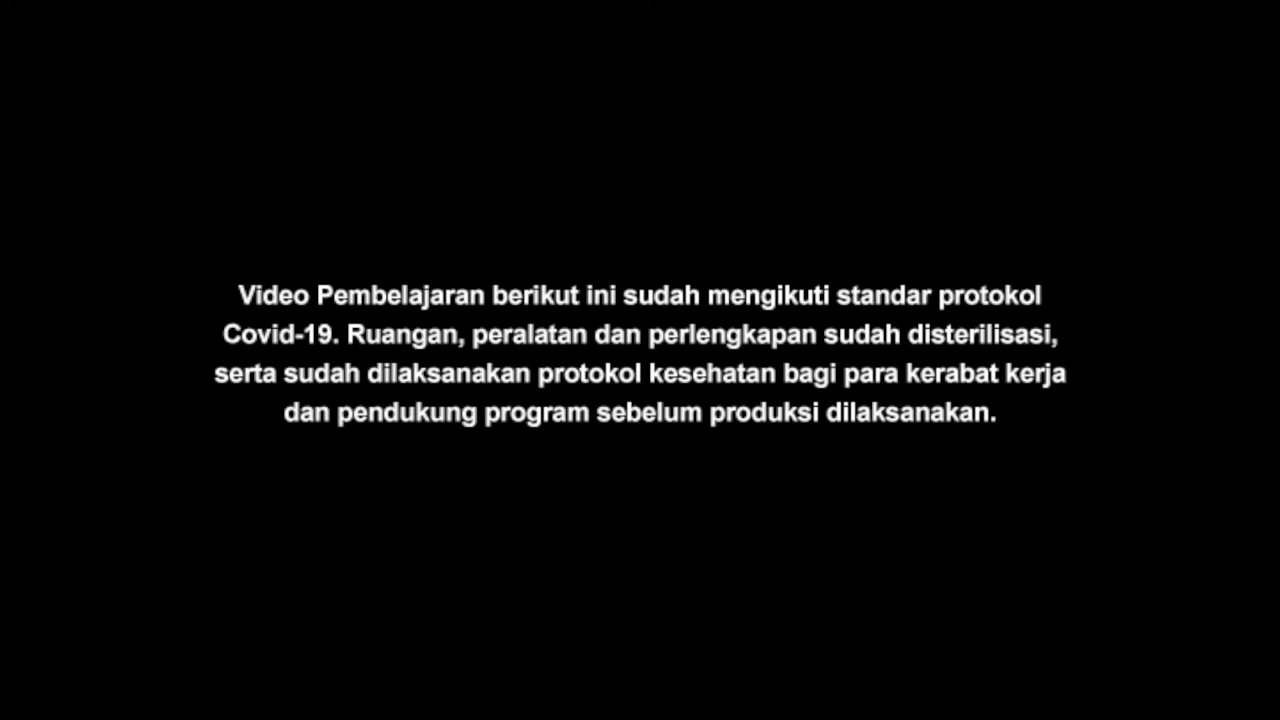 Video Pembelajaran berikut ini sudah mengikuti standar protokol
Covid-19. Ruangan, peralatan dan perlengkapan sudah disterilisasi,
serta sudah dilaksanakan protokol kesehatan bagi para kerabat kerja
dan pendukung program sebelum produksi dilaksanakan.